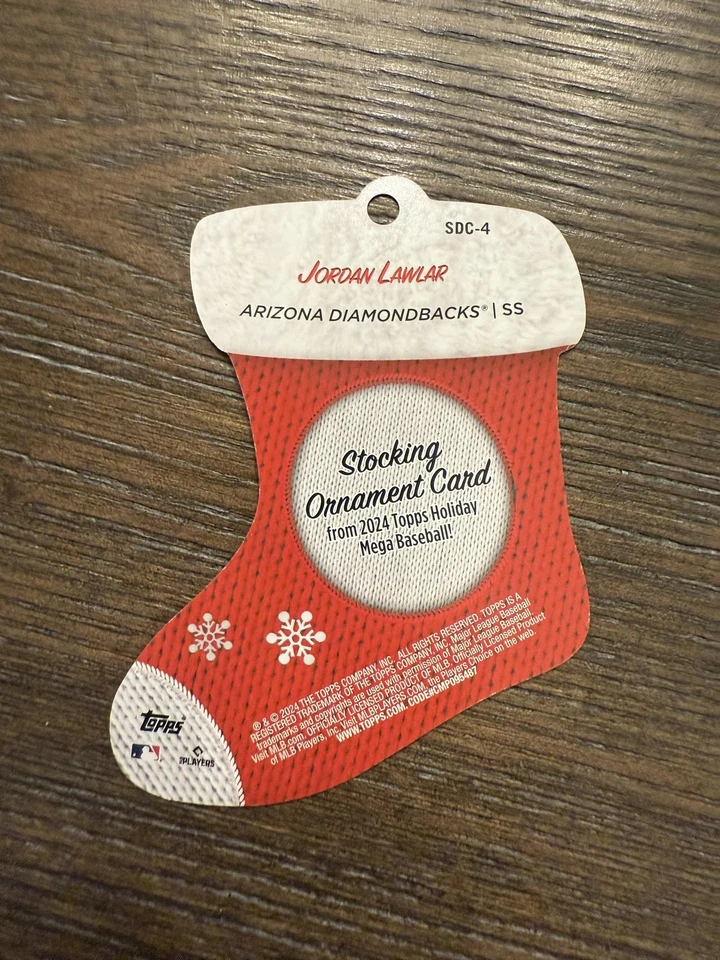 SDC-4
JORDAN LAWLAR
ARIZONA DIAMONDBACKS® | SS
Stocking
Ornament Card
from 2024 Topps Holiday
Mega Baseball!
® & © 2024 THE TOPPS COMPANY, INC. ALL RIGHTS RESERVED. TOPPS IS A
REGISTERED TRADEMARK OF THE TOPPS COMPANY, INC. Major League Baseball
trademarks and copyrights are used with permission of Major League Baseball.
Visit MLB.com. OFFICIALLY LICENSED PRODUCT OF MLB. Officially Licensed Product
of MLB Players, Inc. Visit MLBPLAYERS.COM, the Players Choice on the web.
WWW.TOPPS.COM CODE#CMP095487
topps
PLAYERS